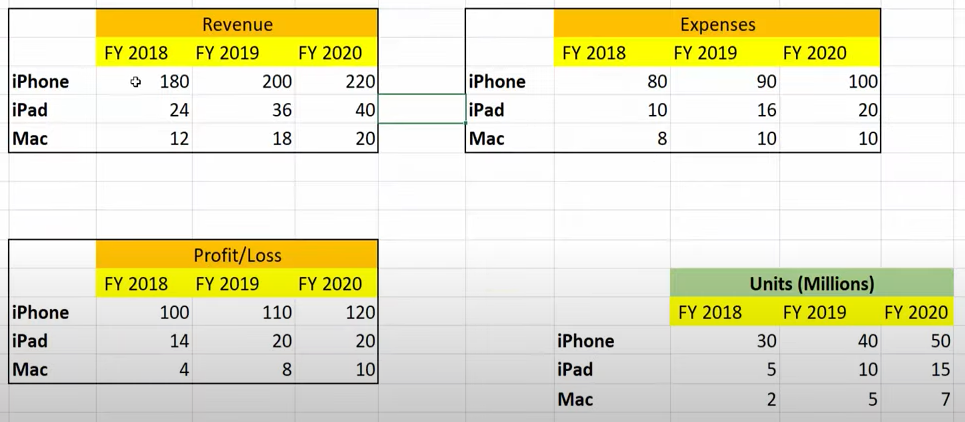 Revenue
FY 2018 FY 2019 FY 2020
iPhone 180 200 220
iPad 24 36 40
Mac 12 18 20
Expenses
FY 2018 FY 2019 FY 2020
iPhone 80 90 100
iPad 10 16 20
Mac 8 10 10
Profit/Loss
FY 2018 FY 2019 FY 2020
iPhone 100 110 120
iPad 14 20 20
Mac 4 8 10
Units (Millions)
FY 2018 FY 2019 FY 2020
iPhone 30 40 50
iPad 5 10 15
Mac 2 5 7